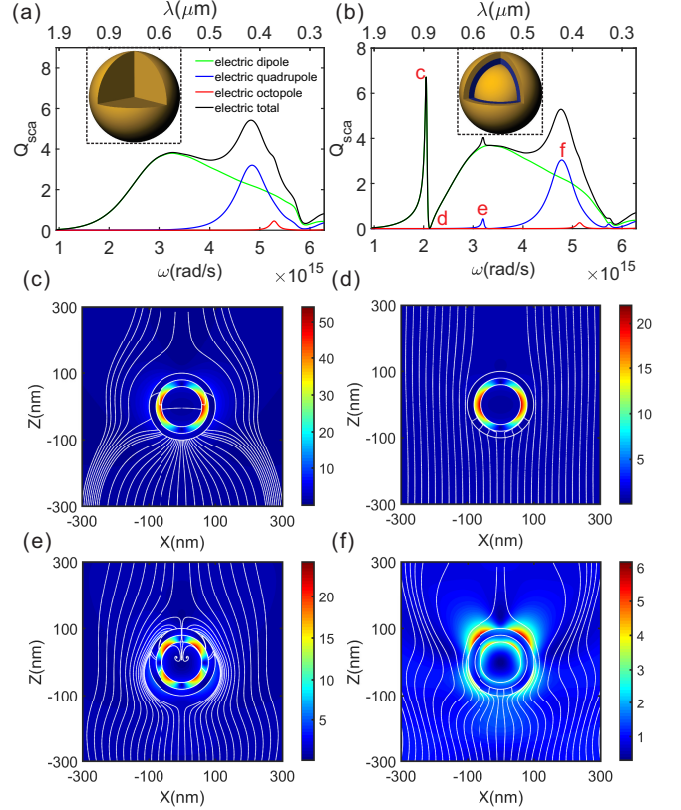 (a) λ(μm) (b) λ(μm)
1.9 0.9 0.6 0.5 0.4 0.3 1.9 0.9 0.6 0.5 0.4 0.3
8
6
4
2
0
Q_sca
electric dipole
electric quadrupole
electric octopole
electric total
1 2 3 4 5 6
ω(rad/s) ×10^15
8
6
4
2
0
Q_sca
c
d
e
f
1 2 3 4 5 6
ω(rad/s) ×10^15
(c)
300
100
-100
-300
Z(nm)
-300 -100 100 300
X(nm)
50
40
30
20
10
(d)
300
100
-100
-300
Z(nm)
-300 -100 100 300
X(nm)
20
15
10
5
(e)
300
100
-100
-300
Z(nm)
-300 -100 100 300
X(nm)
20
15
10
5
(f)
300
100
-100
-300
Z(nm)
-300 -100 100 300
X(nm)
6
5
4
3
2
1